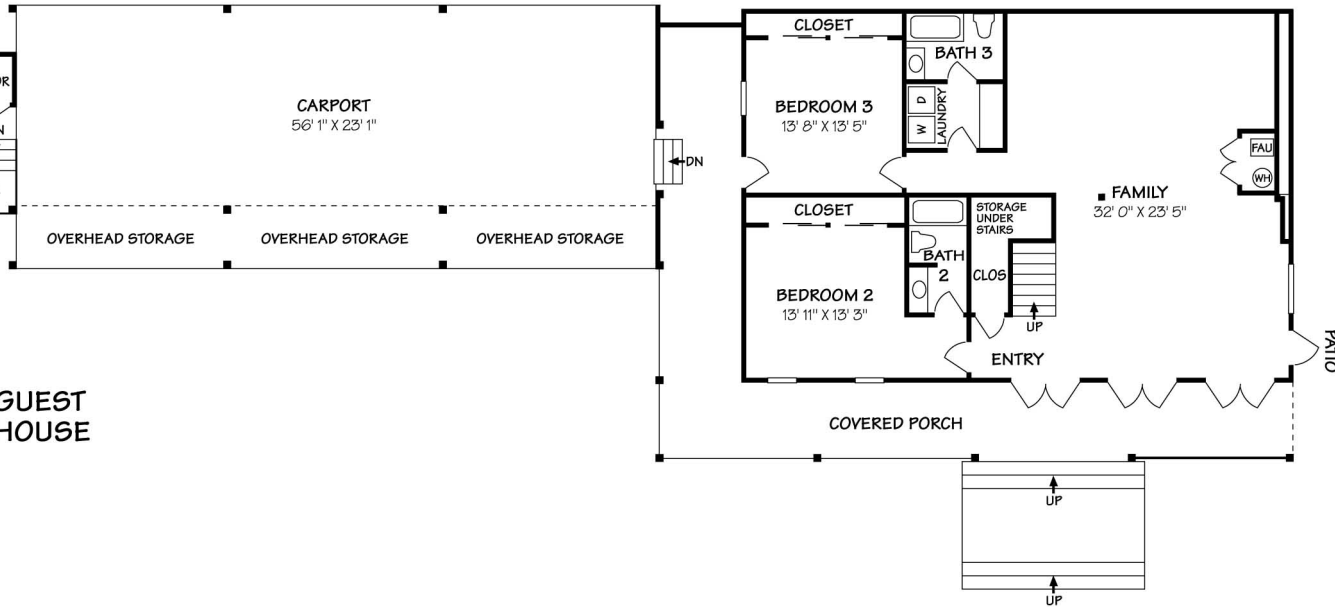 CARPORT
56' 1" X 23' 1"
OVERHEAD STORAGE
OVERHEAD STORAGE
OVERHEAD STORAGE
DN
CLOSET
BEDROOM 3
13' 8" X 13' 5"
BATH 3
D
W
LAUNDRY
FAU
WH
FAMILY
32' 0" X 23' 5"
CLOSET
BEDROOM 2
13' 11" X 13' 3"
BATH
2
STORAGE
UNDER
STAIRS
CLOS
UP
ENTRY
PATIO
COVERED PORCH
UP
UP
GUEST
HOUSE